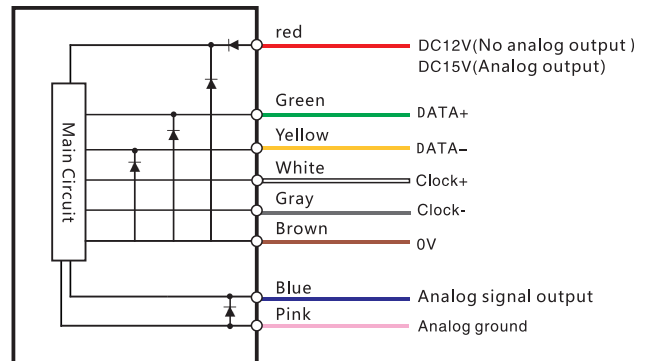 red
DC12V(No analog output )
DC15V(Analog output)
Green
DATA+
Yellow
DATA-
White
Clock+
Gray
Clock-
Brown
0V
Blue
Analog signal output
Pink
Analog ground
Main Circuit